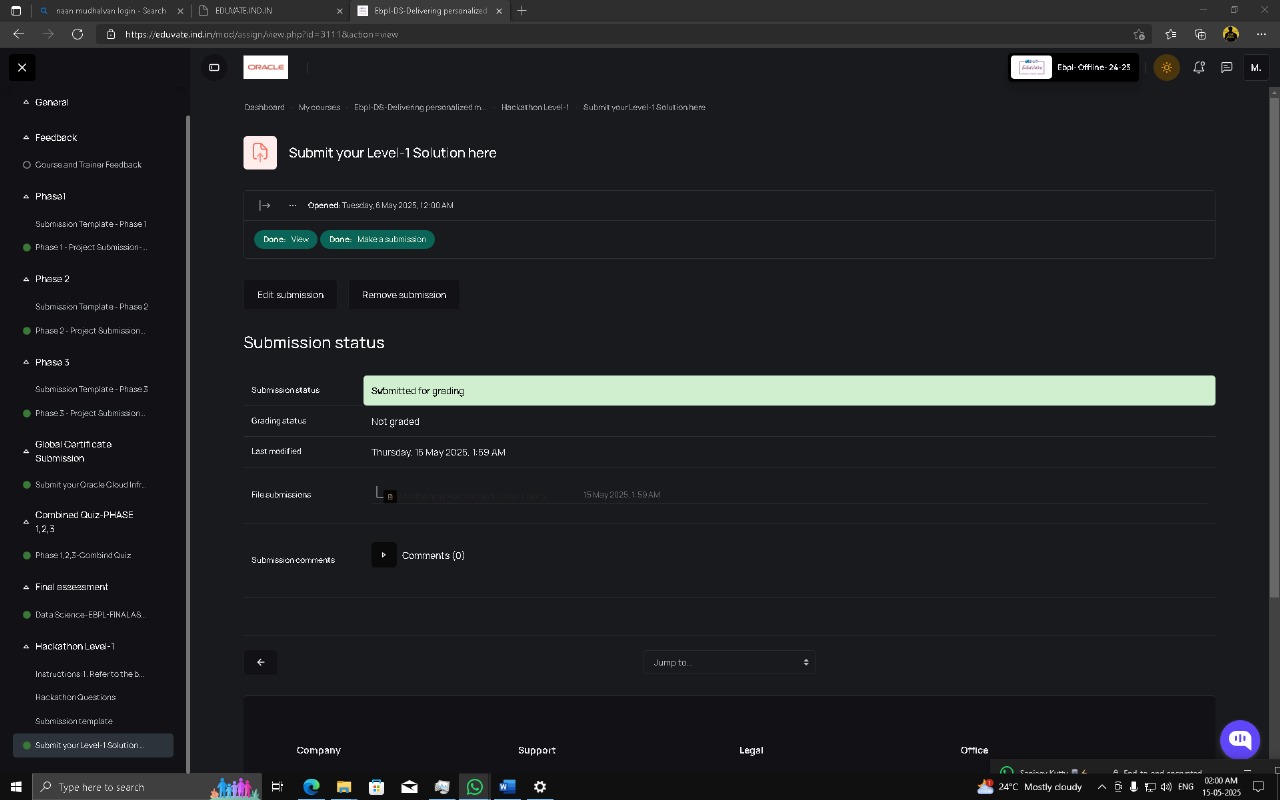 naan mudhalvan login - Search
EDUVATE.IND.IN
Ebpl-DS-Delivering personalized
https://eduvate.ind.in/mod/assign/view.php?id=3111&action=view
ORACLE
Ebpl- Offline- 24-25
M.
General
Feedback
Course and Trainer Feedback
Phase1
Submission Template - Phase 1
Phase 1 - Project Submission-...
Phase 2
Submission Template - Phase 2
Phase 2 - Project Submission...
Phase 3
Submission Template - Phase 3
Phase 3 - Project Submission...
Global Certificate
Submission
Submit your Oracle Cloud Infr...
Combined Quiz-PHASE
1,2,3
Phase 1,2,3-Combind Quiz
Final assessment
Data Science-EBPL-FINAL AS...
Hackathon Level-1
Instructions: 1. Refer to the b...
Hackathon Questions
Submission template
Submit your Level-1 Solution...
Dashboard
My courses
Ebpl-DS-Delivering personalized m...
Hackathon Level-1
Submit your Level-1 Solution here
Submit your Level-1 Solution here
Opened: Tuesday, 6 May 2025, 12:00 AM
Done: View
Done: Make a submission
Edit submission
Remove submission
Submission status
Submission status
Submitted for grading
Grading status
Not graded
Last modified
Thursday, 15 May 2025, 1:59 AM
File submissions
15 May 2025, 1:59 AM
Submission comments
Comments (0)
Jump to...
Company
Support
Legal
Office
Type here to search
24°C Mostly cloudy
ENG
02:00 AM
15-05-2025